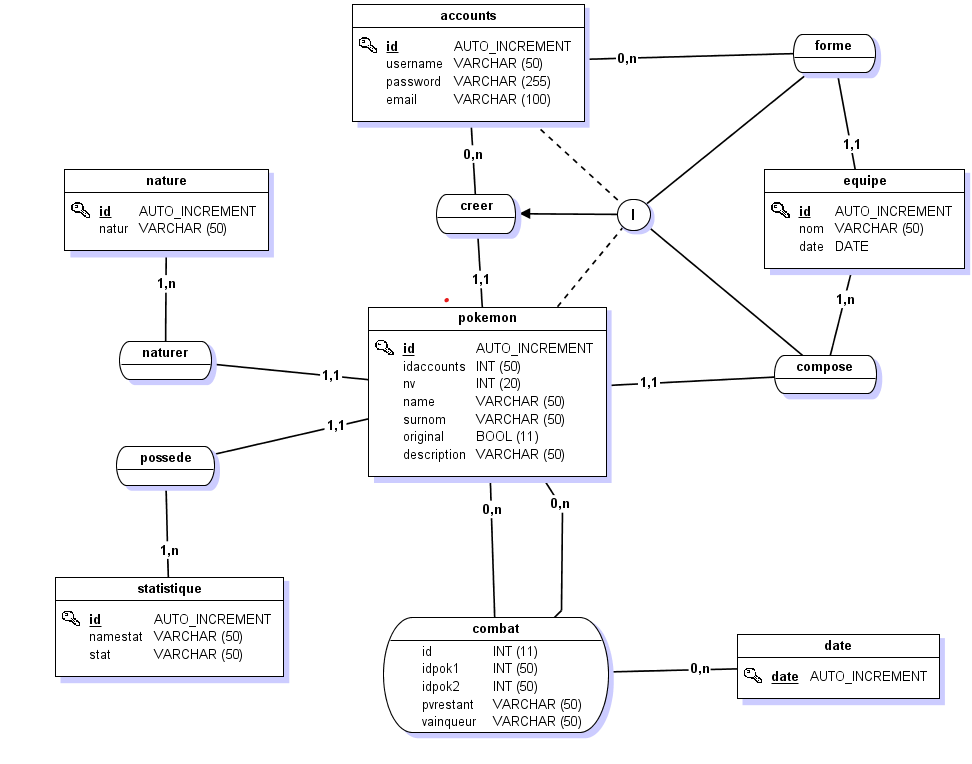 accounts
id AUTO_INCREMENT
username VARCHAR (50)
password VARCHAR (255)
email VARCHAR (100)
forme
0,n
0,n
1,1
nature
id AUTO_INCREMENT
natur VARCHAR (50)
equipe
id AUTO_INCREMENT
nom VARCHAR (50)
date DATE
creer
I
1,n
1,1
1,n
pokemon
id AUTO_INCREMENT
idaccounts INT (50)
nv INT (20)
name VARCHAR (50)
surnom VARCHAR (50)
original BOOL (11)
description VARCHAR (50)
naturer
1,1
compose
1,1
1,1
possede
0,n
0,n
1,n
statistique
id AUTO_INCREMENT
namestat VARCHAR (50)
stat VARCHAR (50)
combat
id INT (11)
idpok1 INT (50)
idpok2 INT (50)
pvrestant VARCHAR (50)
vainqueur VARCHAR (50)
0,n
date
date AUTO_INCREMENT